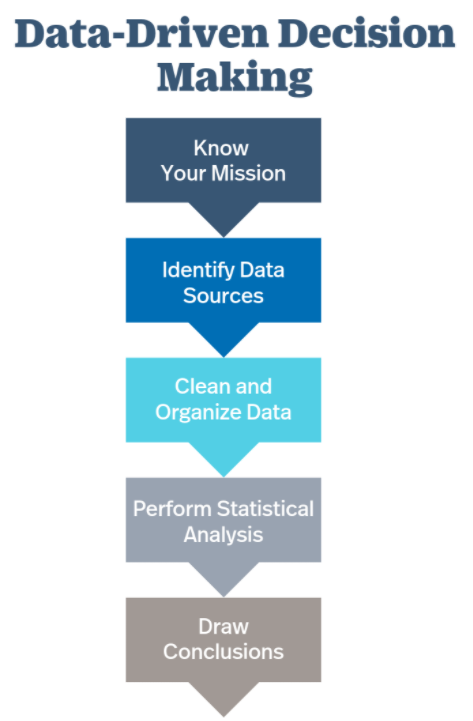 Data-Driven Decision
Making
Know
Your Mission
Identify Data
Sources
Clean and
Organize Data
Perform Statistical
Analysis
Draw
Conclusions